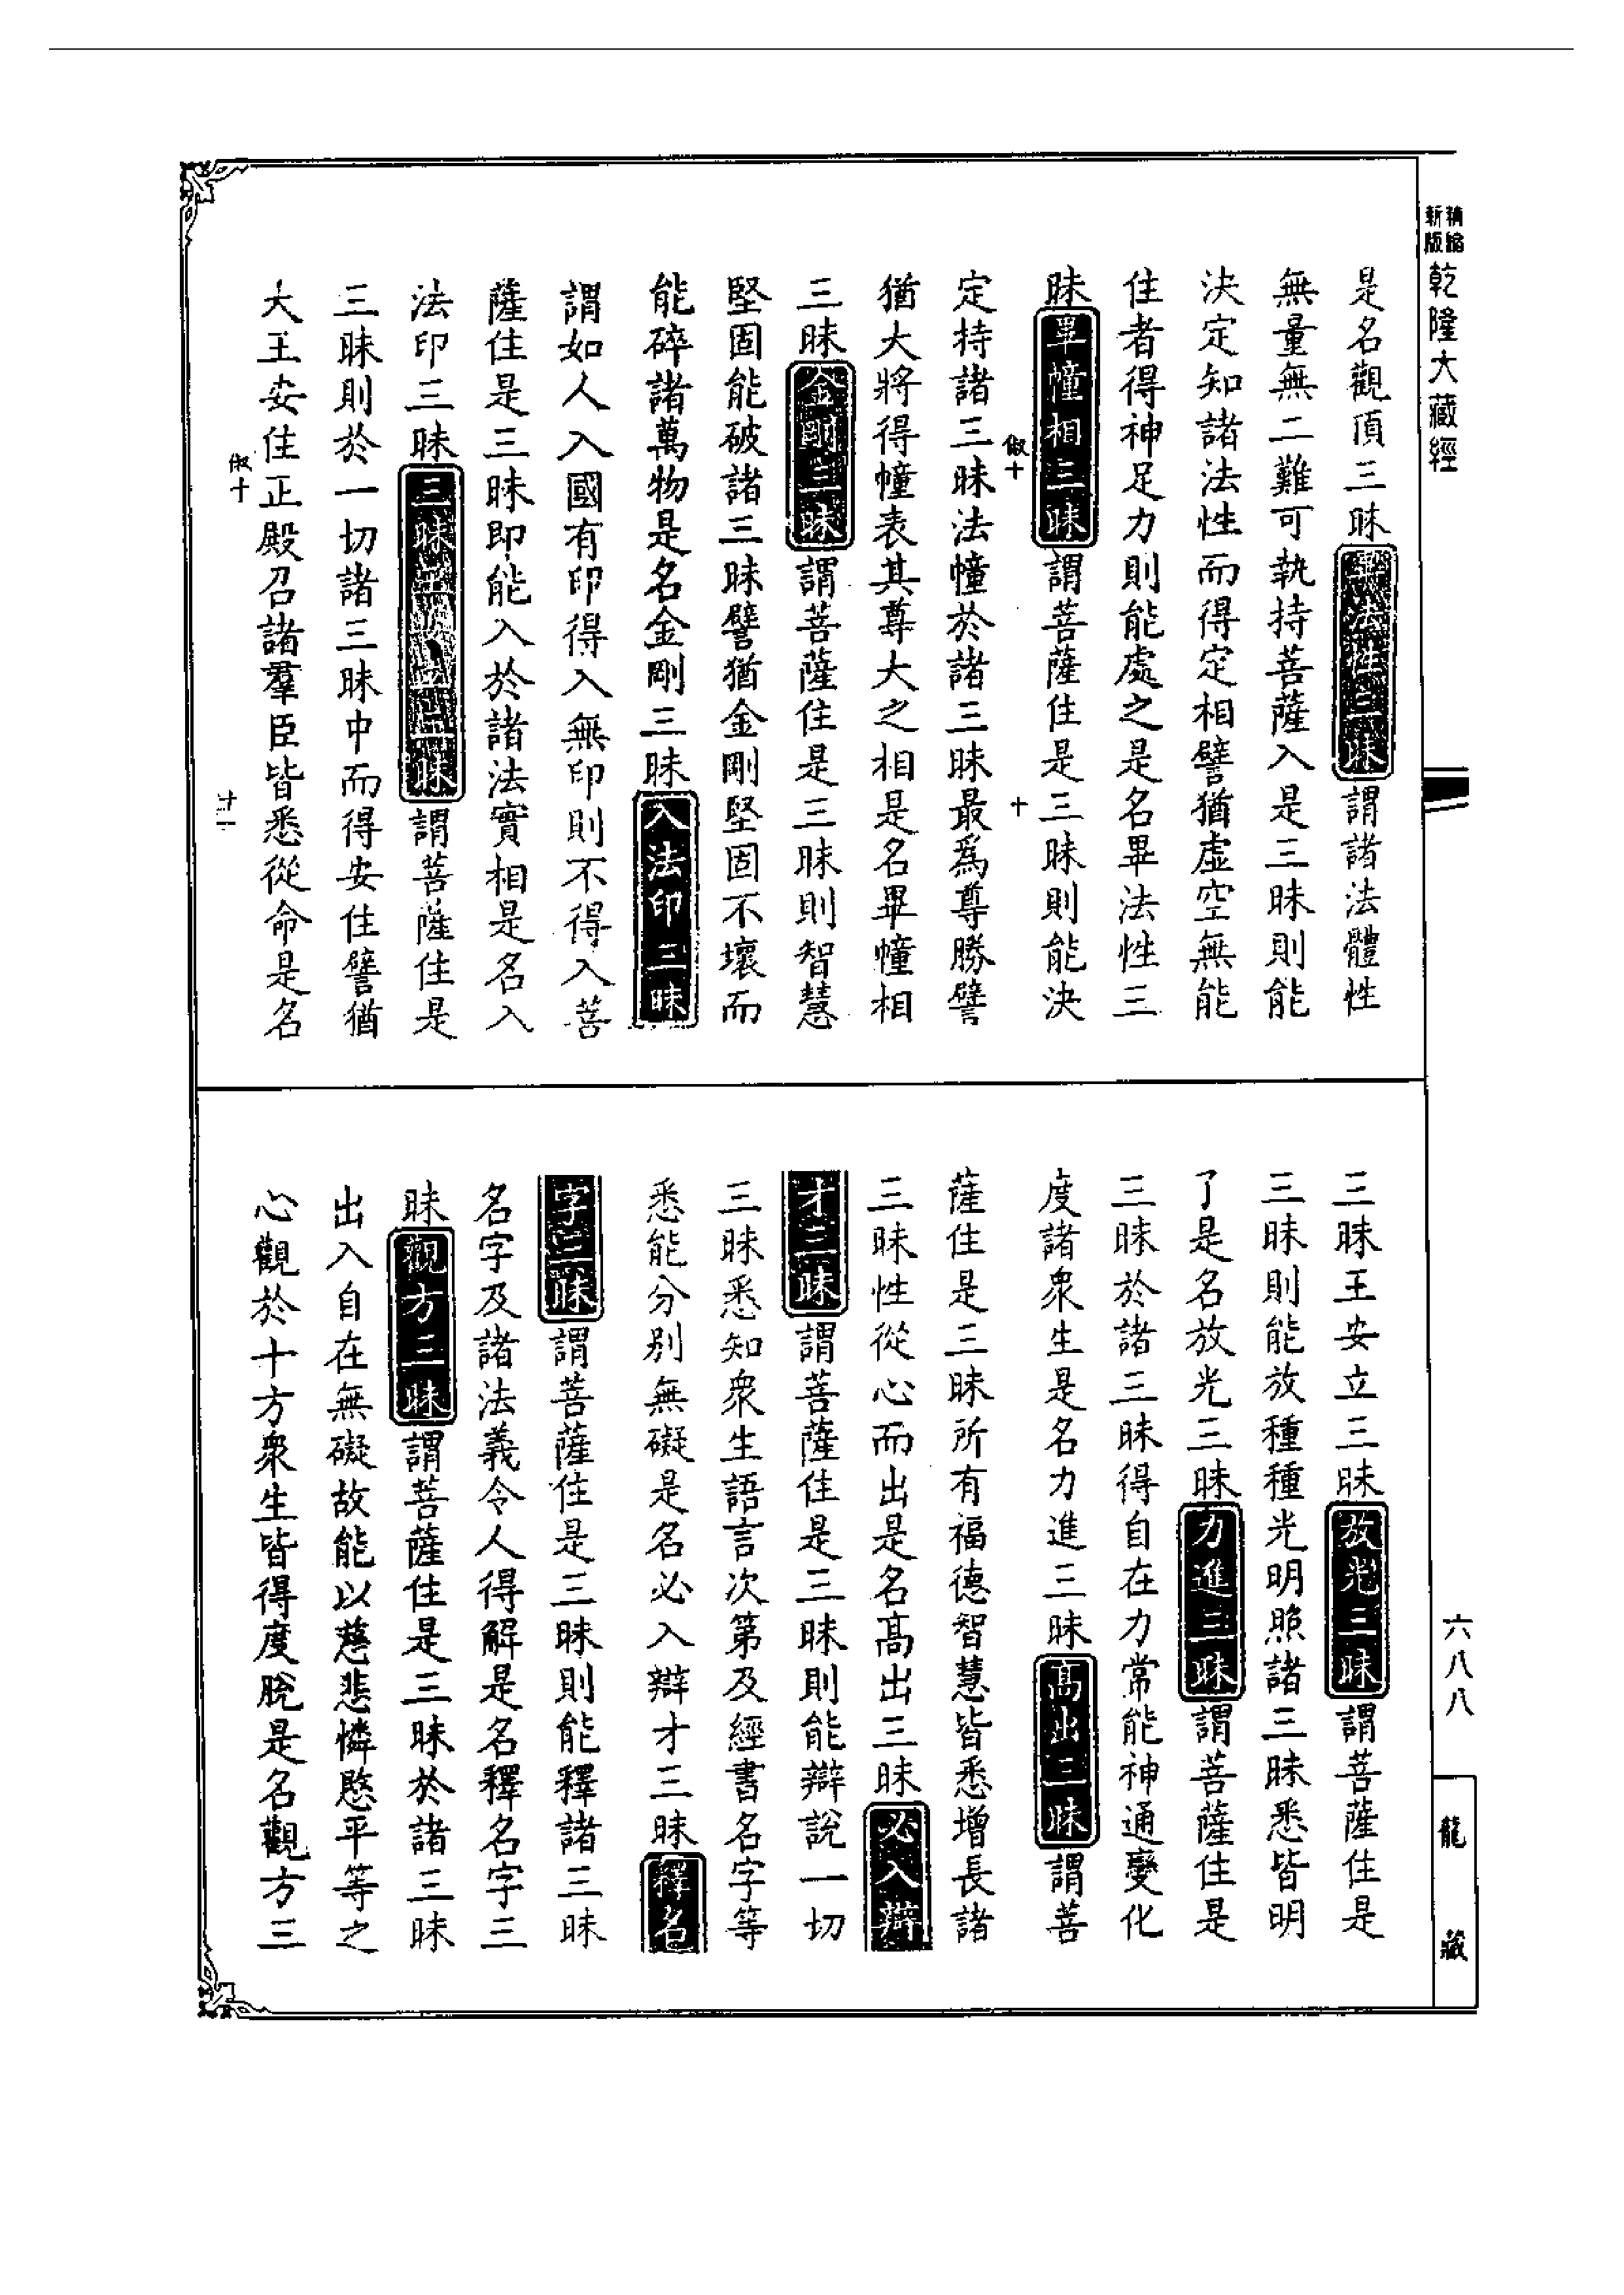 精縮新版乾隆大藏經
是名觀頂三昧畢法性三昧謂諸法體性
無量無二難可執持菩薩入是三昧則能
決定知諸法性而得定相譬猶虛空無能
住者得神足力則能處之是名畢法性三
昧畢幢相三昧謂菩薩住是三昧則能決
定持諸三昧法幢於諸三昧最為尊勝譬
猶大將得幢表其尊大之相是名畢幢相
三昧金剛三昧謂菩薩住是三昧則智慧
堅固能破諸三昧譬猶金剛堅固不壞而
能碎諸萬物是名金剛三昧入法印三昧
謂如人入國有印得入無印則不得入菩
薩住是三昧即能入於諸法實相是名入
法印三昧三昧王安立三昧謂菩薩住是
三昧則於一切諸三昧中而得安住譬猶
大王安住正殿召諸羣臣皆悉從命是名
俶十
十
俶十
十一
三昧王安立三昧放光三昧謂菩薩住是
三昧則能放種種光明照諸三昧悉皆明
了是名放光三昧力進三昧謂菩薩住是
三昧於諸三昧得自在力常能神通變化
度諸眾生是名力進三昧高出三昧謂菩
薩住是三昧所有福德智慧皆悉增長諸
三昧性從心而出是名高出三昧必入辯
才三昧謂菩薩住是三昧則能辯說一切
三昧悉知眾生語言次第及經書名字等
悉能分別無礙是名必入辯才三昧釋名
字三昧謂菩薩住是三昧則能釋諸三昧
名字及諸法義令人得解是名釋名字三
昧觀方三昧謂菩薩住是三昧於諸三昧
出入自在無礙故能以慈悲憐愍平等之
心觀於十方眾生皆得度脫是名觀方三
六八八
龍藏